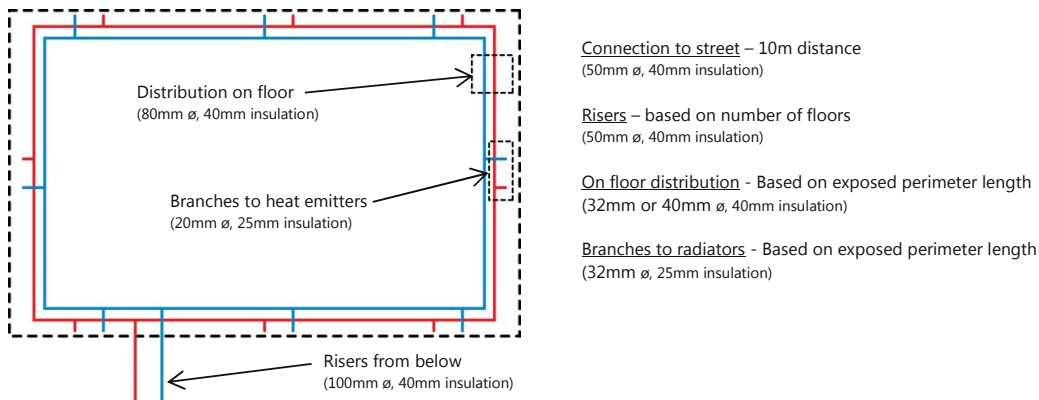 Distribution on floor
(80mm ø, 40mm insulation)
Branches to heat emitters
(20mm ø, 25mm insulation)
Risers from below
(100mm ø, 40mm insulation)
Connection to street – 10m distance
(50mm ø, 40mm insulation)
Risers – based on number of floors
(50mm ø, 40mm insulation)
On floor distribution - Based on exposed perimeter length
(32mm or 40mm ø, 40mm insulation)
Branches to radiators - Based on exposed perimeter length
(32mm ø, 25mm insulation)